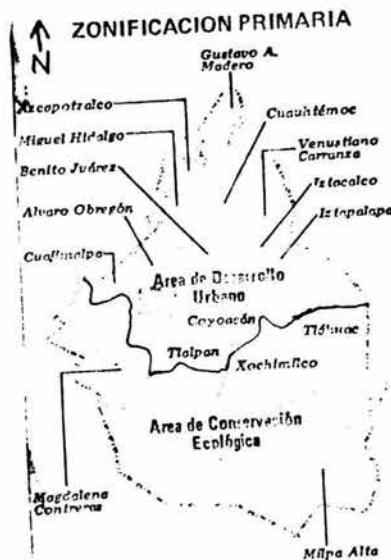 ZONIFICACION PRIMARIA
N
Gustavo A.
Madero
Azcapotzalco
Cuauhtémoc
Miguel Hidalgo
Venustiano
Carranza
Benito Juárez
Iztacalco
Alvaro Obregón
Iztapalapa
Cuajimalpa
Area de Desarrollo
Urbano
Coyoacán
Tláhuac
Tlalpan
Xochimilco
Area de Conservación
Ecológica
Magdalena
Contreras
Milpa Alta